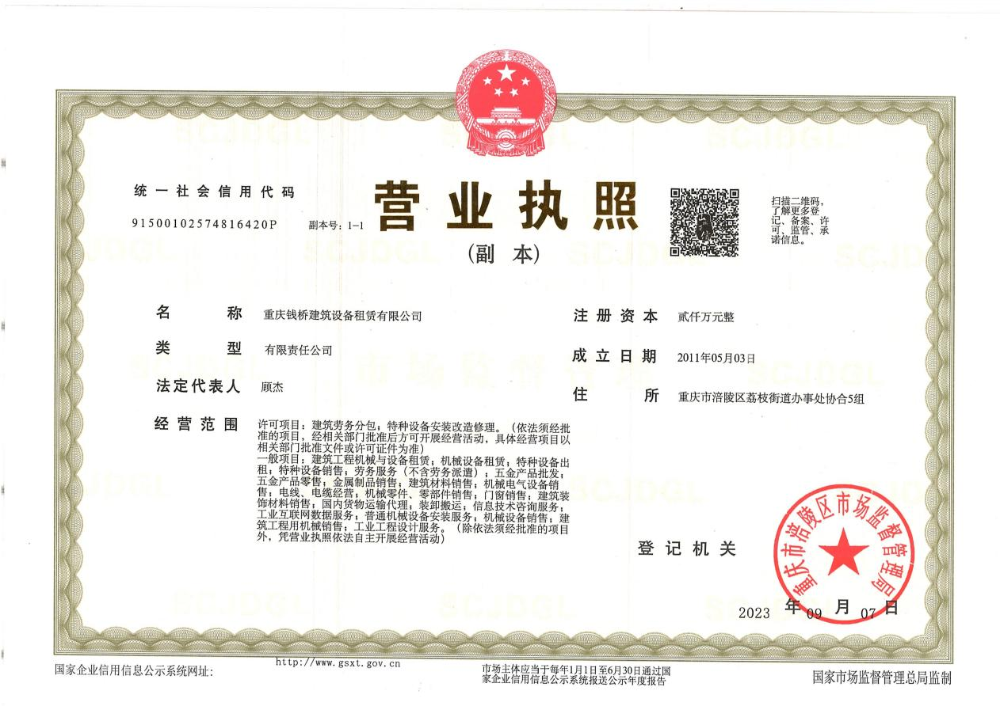 统一社会信用代码
91500102574816420P
副本号：1-1
营业执照
（副 本）
扫描二维码，
了解更多登
记、备案、许
可、监管、承
诺信息。
名称 重庆钱桥建筑设备租赁有限公司
类型 有限责任公司
法定代表人 顾杰
经营范围 许可项目：建筑劳务分包；特种设备安装改造修理。（依法须经批
准的项目，经相关部门批准后方可开展经营活动，具体经营项目以
相关部门批准文件或许可证件为准）
一般项目：建筑工程机械与设备租赁；机械设备租赁；特种设备出
租；特种设备销售；劳务服务（不含劳务派遣）；五金产品批发；
五金产品零售；金属制品销售；建筑材料销售；机械电气设备销
售；电线、电缆经营；机械零件、零部件销售；门窗销售；建筑装
饰材料销售；国内货物运输代理；装卸搬运；信息技术咨询服务；
工业互联网数据服务；普通机械设备安装服务；机械设备销售；建
筑工程用机械销售；工业工程设计服务。（除依法须经批准的项目
外，凭营业执照依法自主开展经营活动）
注册资本 贰仟万元整
成立日期 2011年05月03日
住所 重庆市涪陵区荔枝街道办事处协合5组
登记机关
重庆市涪陵区市场监督管理局
2023 年 09 月 07 日
国家企业信用信息公示系统网址：
http://www.gsxt.gov.cn
市场主体应当于每年1月1日至6月30日通过国
家企业信用信息公示系统报送公示年度报告
国家市场监督管理总局监制